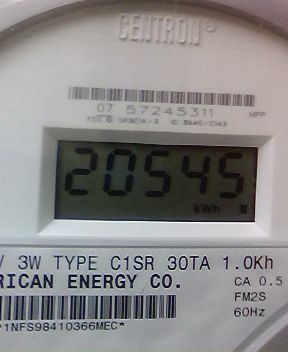 CENTRON®
07 57245311 HPP
20545
kWh
3W TYPE C1SR 30TA 1.0Kh
RICAN ENERGY CO. CA 0.5
FM2S
60Hz
1NFS98410366MEC*